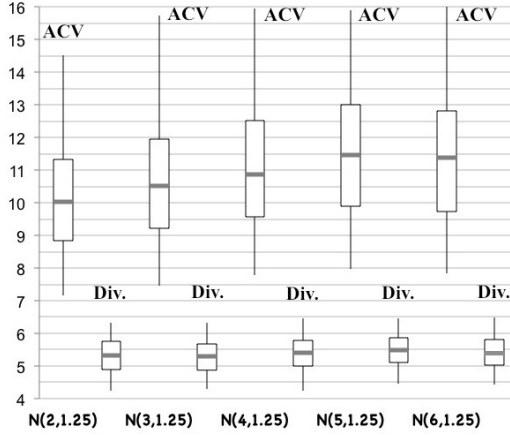 16
ACV
ACV
ACV
ACV
ACV
15
14
13
12
11
10
9
8
Div.
Div.
Div.
Div.
Div.
7
6
5
4
N(2,1.25)
N(3,1.25)
N(4,1.25)
N(5,1.25)
N(6,1.25)